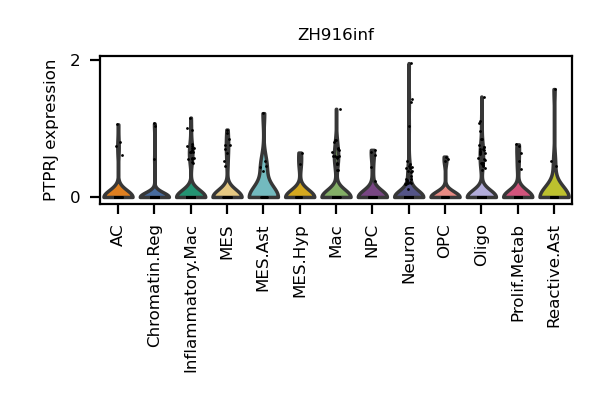 ZH916inf
PTPRJ expression
2
0
AC
Chromatin.Reg
Inflammatory.Mac
MES
MES.Ast
MES.Hyp
Mac
NPC
Neuron
OPC
Oligo
Prolif.Metab
Reactive.Ast